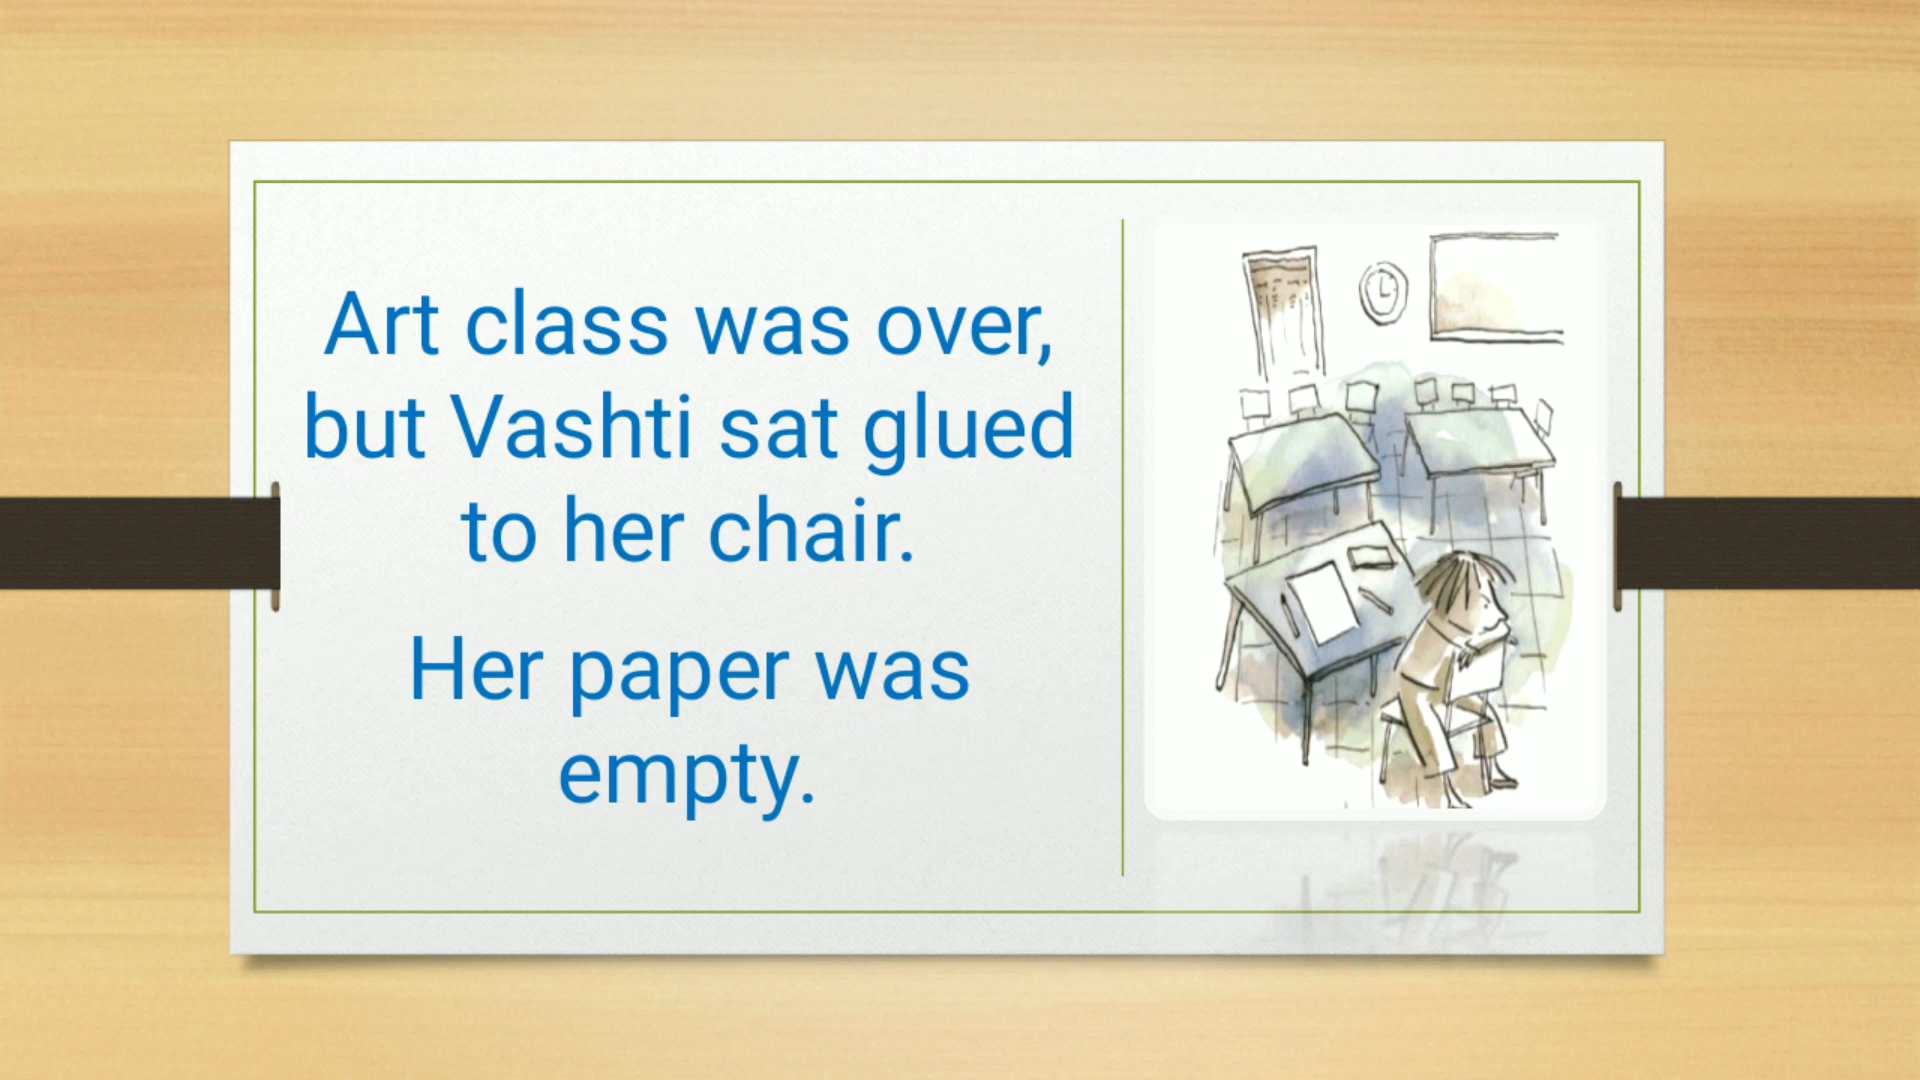 Art class was over,
but Vashti sat glued
to her chair.
Her paper was
empty.